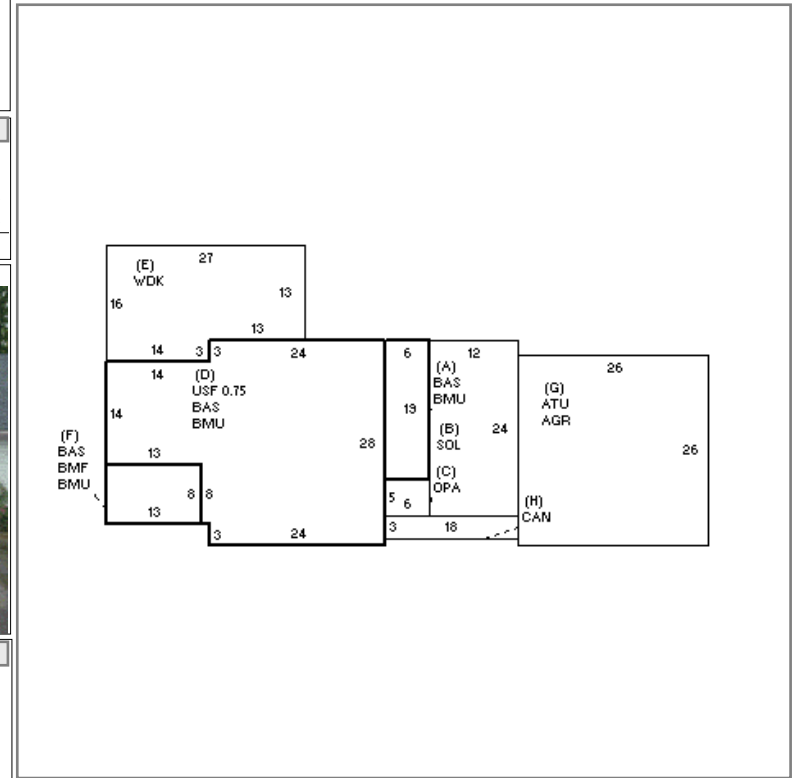 27
(E)
WDK
13
16
13
14
3
3
24
6
12
14
(D)
USF 0.75
BAS
BMU
(A)
BAS
BMU
26
(G)
ATU
AGR
14
19
(B)
SOL
24
28
26
(F)
BAS
BMF
BMU
13
(C)
OPA
8
8
5
6
(H)
CAN
13
3
24
3
18